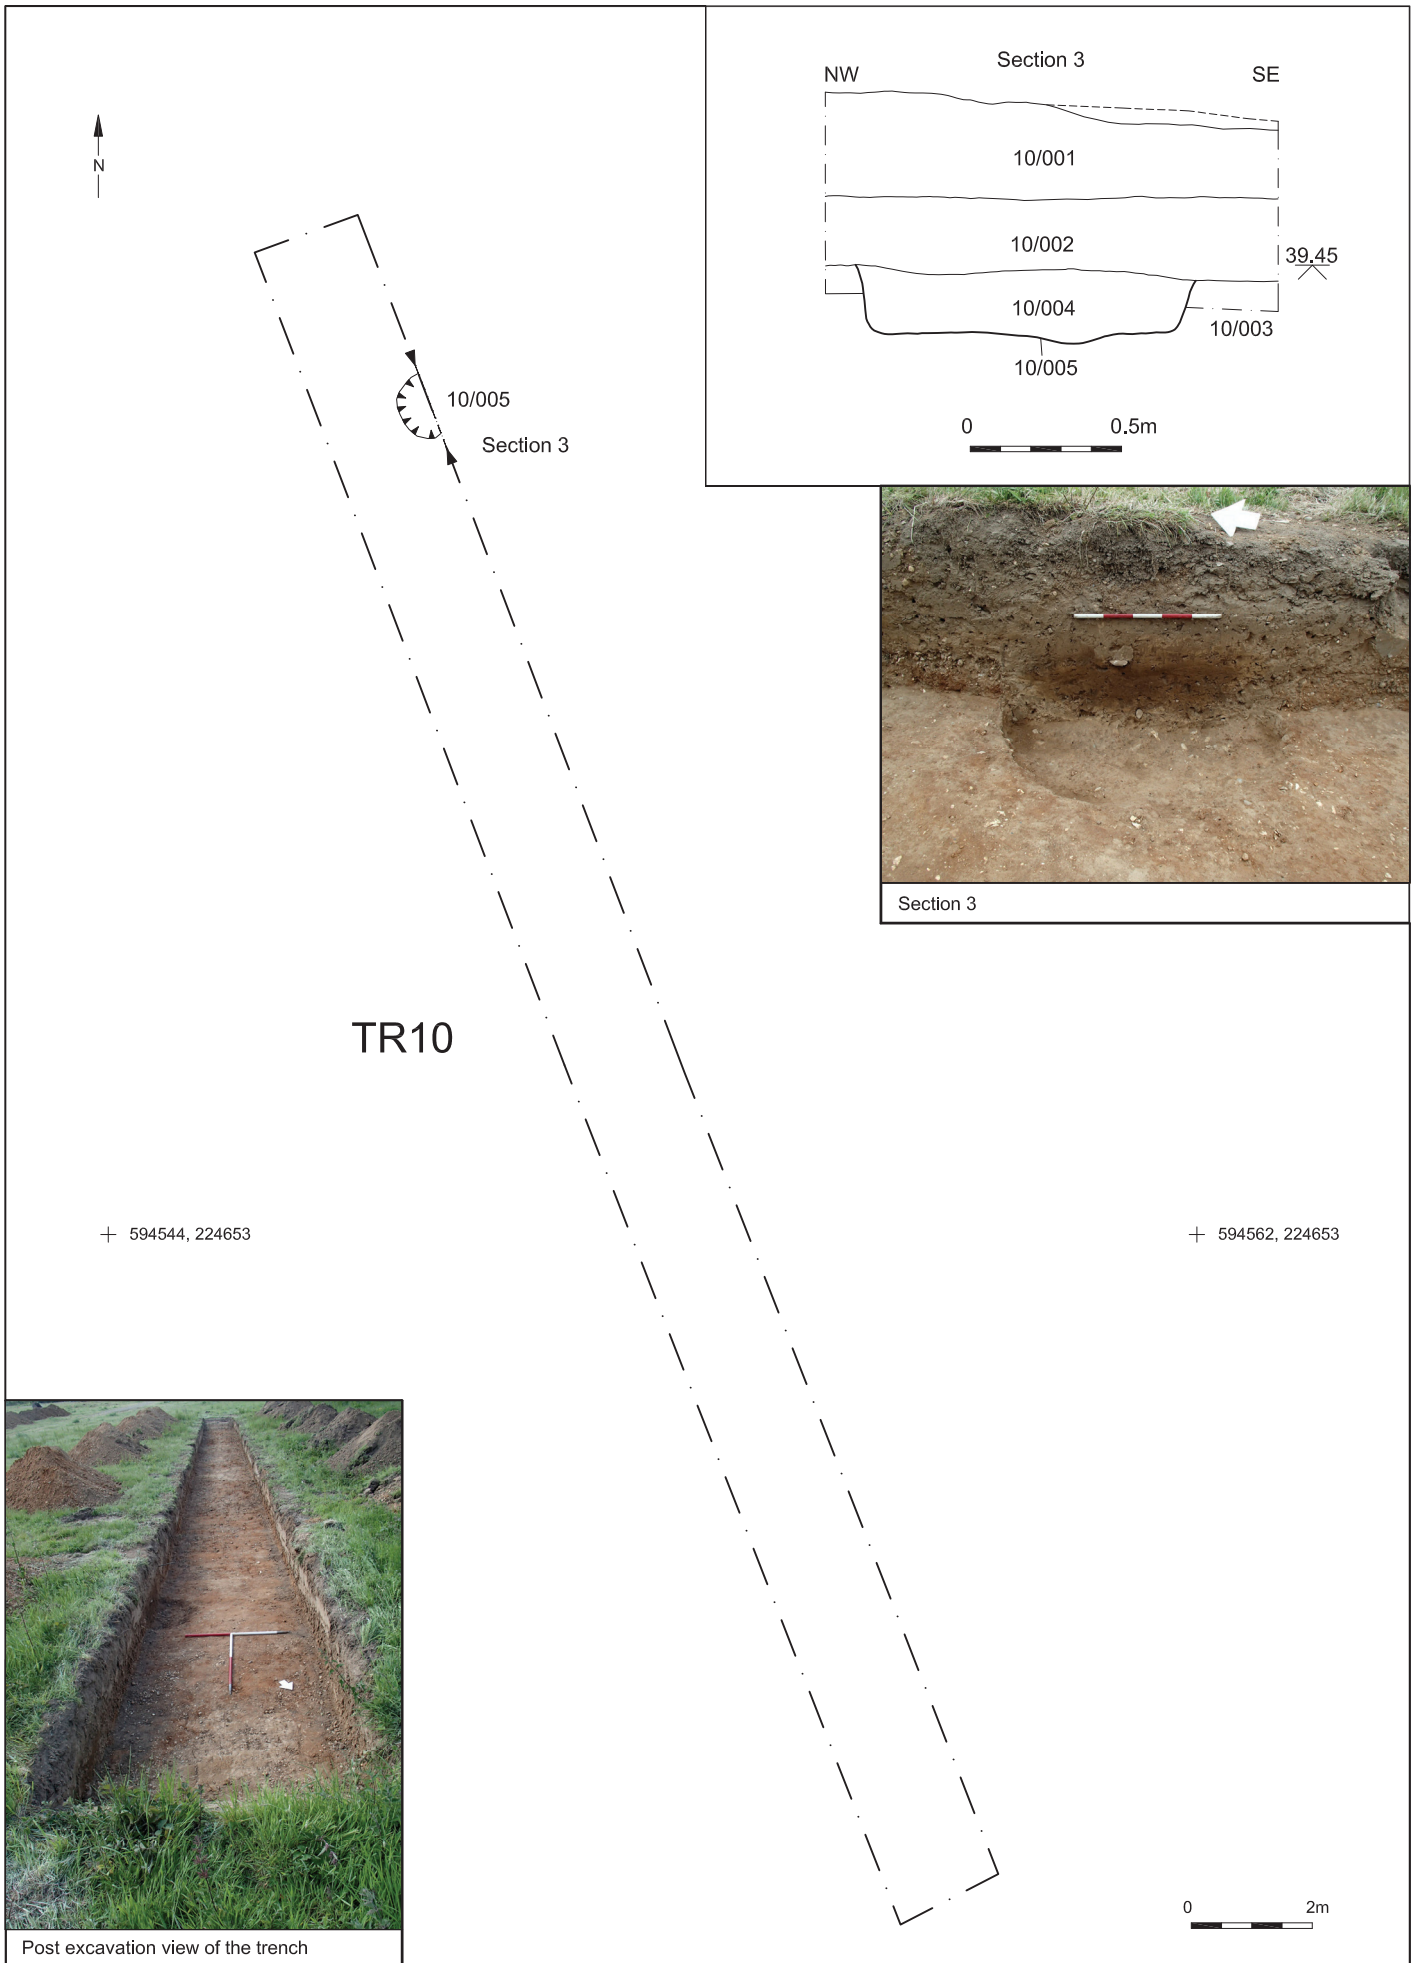 Section 3
NW
SE
10/001
10/002
39.45
10/004
10/003
10/005
0
0.5m
N
10/005
Section 3
Section 3
TR10
594544, 224653
594562, 224653
0
2m
Post excavation view of the trench